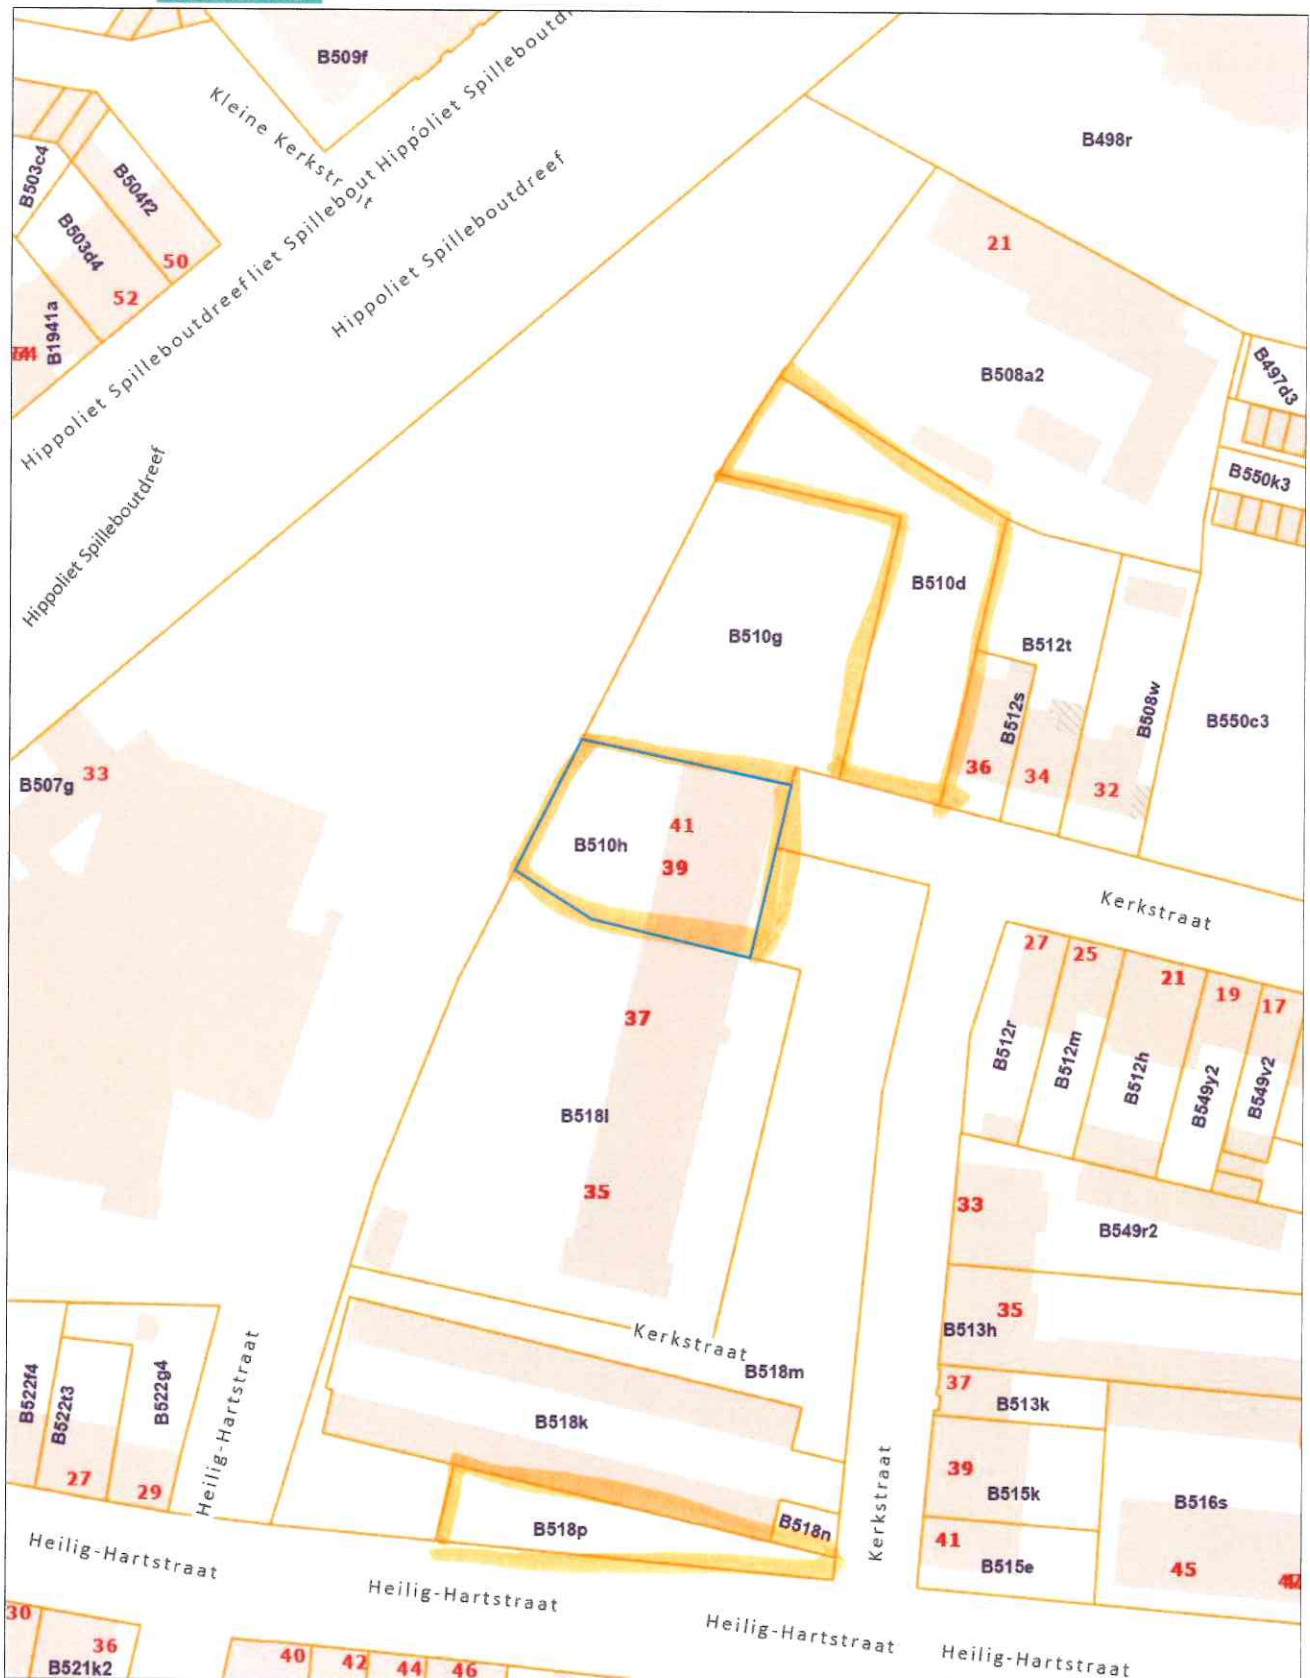 B509f
Hippoliet Spilleboutdr
Kleine Kerkstr
it
Hippoliet Spillebout
Hippoliet Spilleboutdreef
B498r
B503c4
B504f2
B503d4
50
52
B1941a
Hippoliet Spilleboutdreef
21
B508a2
B497d3
B550k3
Hippoliet Spilleboutdreef
B510d
B510g
B512t
B512s
B508w
B550c3
36
34
32
B507g
33
41
B510h
39
Kerkstraat
27
25
21
19
17
B512r
B512m
B512h
B549y2
B549v2
37
B518l
35
33
B549r2
35
B513h
Kerkstraat
B518m
37
B513k
B522f4
B522t3
B522g4
Heilig-Hartstraat
B518k
39
B515k
B516s
27
29
B518p
B518n
Kerkstraat
41
B515e
45
Heilig-Hartstraat
Heilig-Hartstraat
Heilig-Hartstraat
Heilig-Hartstraat
30
36
B521k2
40
42
44
46